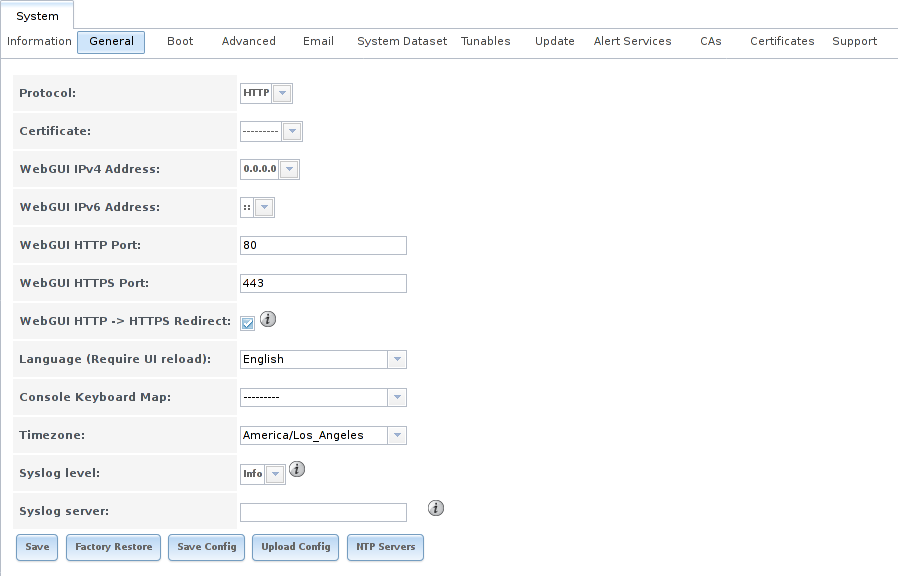 System
Information General Boot Advanced Email System Dataset Tunables Update Alert Services CAs Certificates Support
Protocol: HTTP
Certificate: ---------
WebGUI IPv4 Address: 0.0.0.0
WebGUI IPv6 Address: ::
WebGUI HTTP Port: 80
WebGUI HTTPS Port: 443
WebGUI HTTP -> HTTPS Redirect: i
Language (Require UI reload): English
Console Keyboard Map: ---------
Timezone: America/Los_Angeles
Syslog level: Info i
Syslog server: i
Save Factory Restore Save Config Upload Config NTP Servers